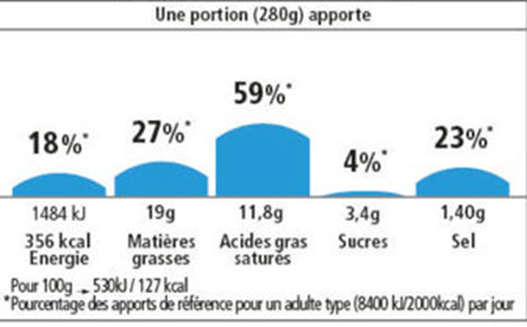 Une portion (280g) apporte
18%* 27%* 59%* 4%* 23%*
1484 kJ 19g 11,8g 3,4g 1,40g
356 kcal Matières Acides gras Sucres Sel
Energie grasses saturés
Pour 100g → 530kJ / 127 kcal
*Pourcentage des apports de référence pour un adulte type (8400 kJ/2000kcal) par jour